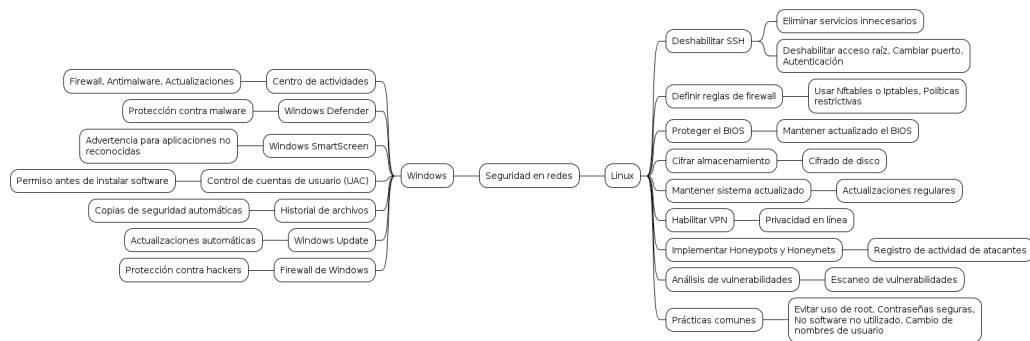 Seguridad en redes
Windows
Centro de actividades
Firewall, Antimalware, Actualizaciones
Windows Defender
Protección contra malware
Windows SmartScreen
Advertencia para aplicaciones no
reconocidas
Control de cuentas de usuario (UAC)
Permiso antes de instalar software
Historial de archivos
Copias de seguridad automáticas
Windows Update
Actualizaciones automáticas
Firewall de Windows
Protección contra hackers
Linux
Deshabilitar SSH
Eliminar servicios innecesarios
Deshabilitar acceso raíz, Cambiar puerto,
Autenticación
Definir reglas de firewall
Usar Nftables o Iptables, Políticas
restrictivas
Proteger el BIOS
Mantener actualizado el BIOS
Cifrar almacenamiento
Cifrado de disco
Mantener sistema actualizado
Actualizaciones regulares
Habilitar VPN
Privacidad en línea
Implementar Honeypots y Honeynets
Registro de actividad de atacantes
Análisis de vulnerabilidades
Escaneo de vulnerabilidades
Prácticas comunes
Evitar uso de root, Contraseñas seguras,
No software no utilizado, Cambio de
nombres de usuario